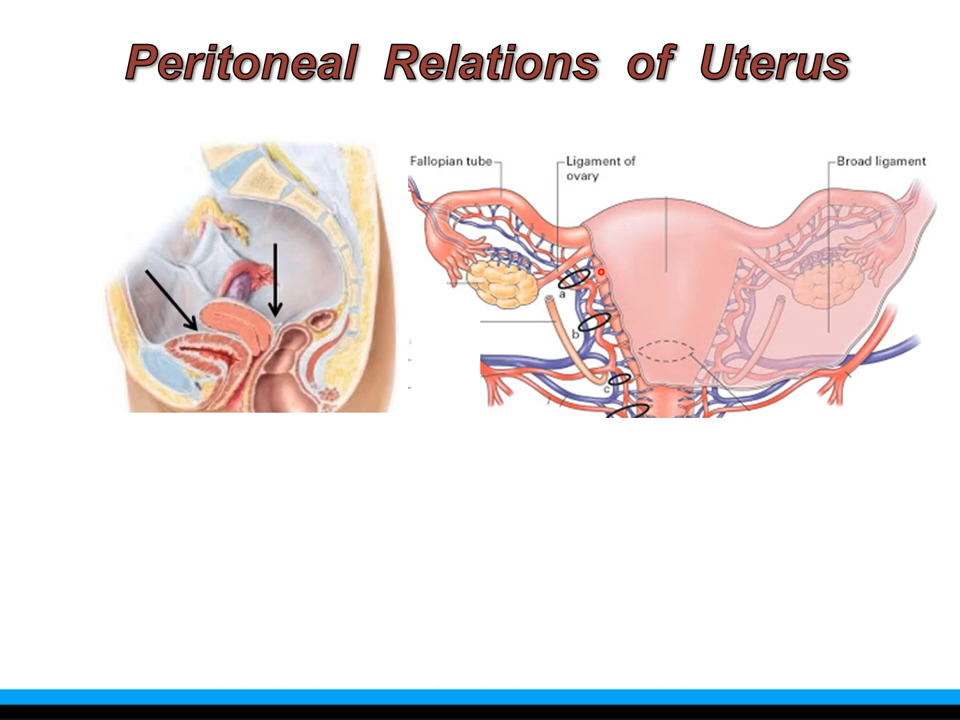 Peritoneal Relations of Uterus
Fallopian tube
Ligament of
ovary
Broad ligament
a
b
c